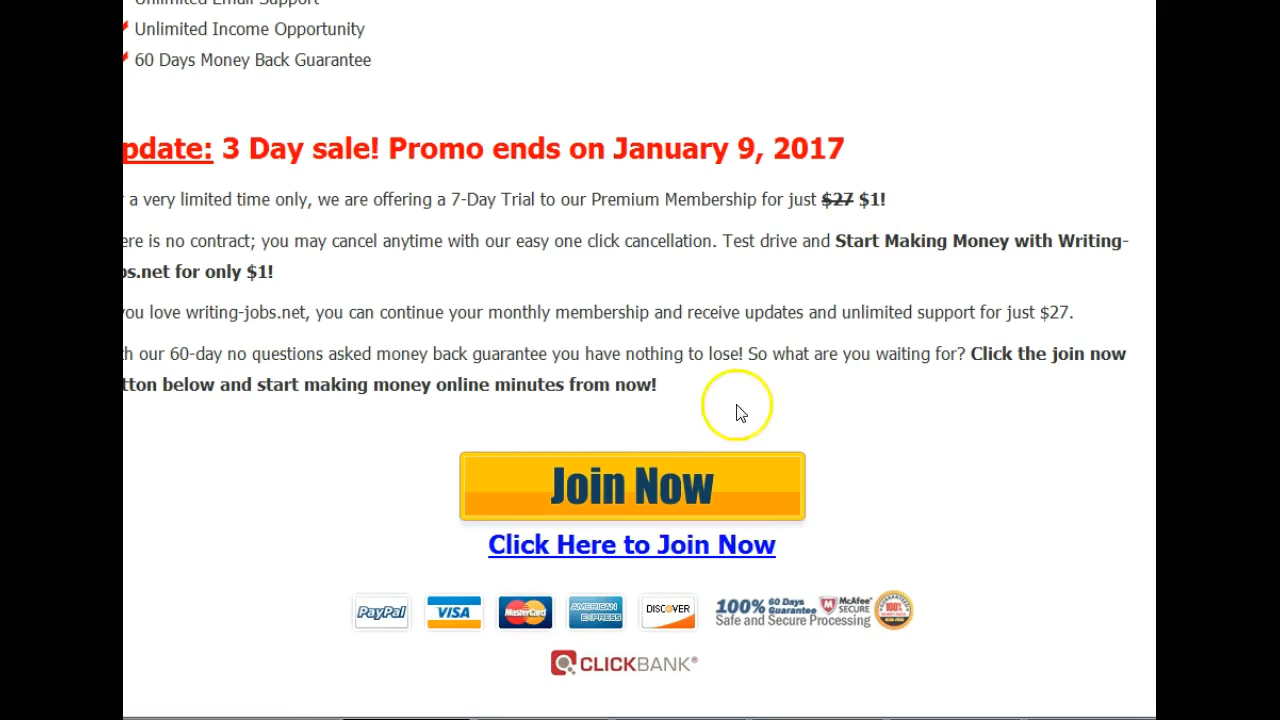 Unlimited Email Support
Unlimited Income Opportunity
60 Days Money Back Guarantee
pdate: 3 Day sale! Promo ends on January 9, 2017
a very limited time only, we are offering a 7-Day Trial to our Premium Membership for just $27 $1!
ere is no contract; you may cancel anytime with our easy one click cancellation. Test drive and Start Making Money with Writing-
bs.net for only $1!
you love writing-jobs.net, you can continue your monthly membership and receive updates and unlimited support for just $27.
th our 60-day no questions asked money back guarantee you have nothing to lose! So what are you waiting for? Click the join now
tton below and start making money online minutes from now!
Join Now
Click Here to Join Now
PayPal VISA MasterCard AMERICAN EXPRESS DISCOVER 100% 60 Days Guarantee McAfee SECURE
Safe and Secure Processing
100%
CLICKBANK®